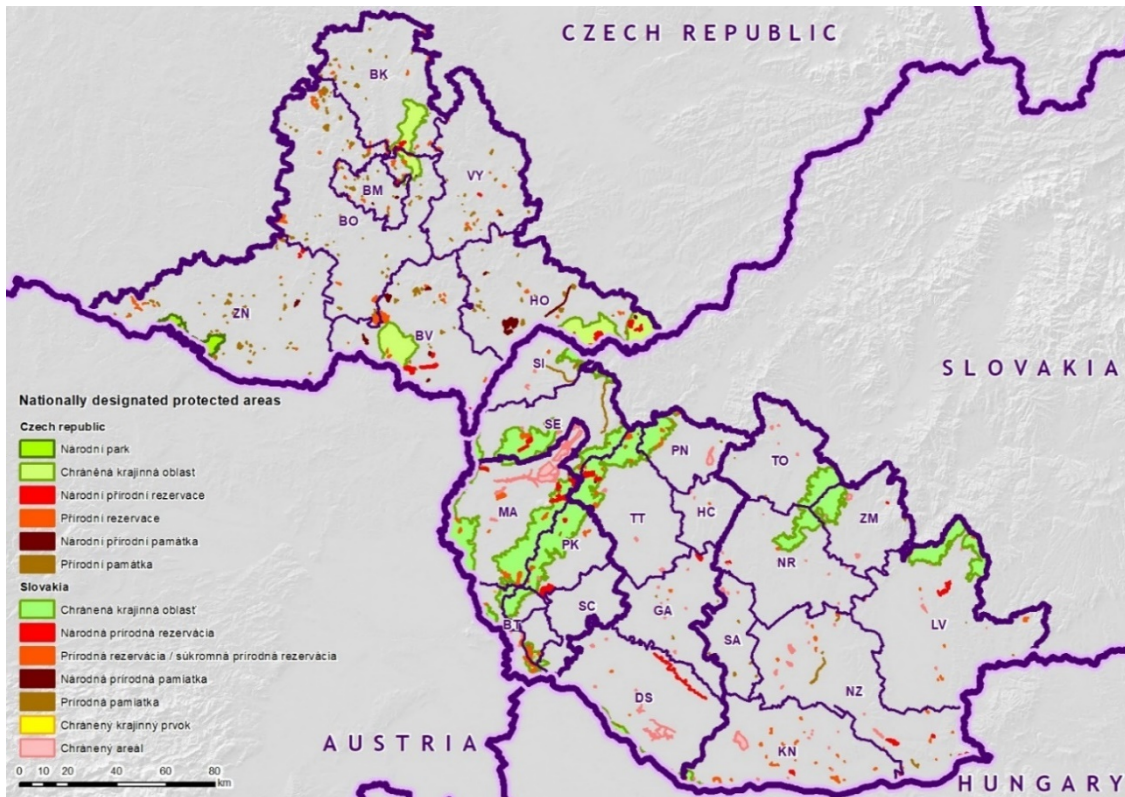 CZECH REPUBLIC
BK
VY
BM
BO
HO
ZN
BV
SI
SLOVAKIA
Nationally designated protected areas
Czech republic
Národní park
Chráněná krajinná oblast
Národní přírodní rezervace
Přírodní rezervace
Národní přírodní památka
Přírodní památka
Slovakia
Chránená krajinná oblasť
Národná prírodná rezervácia
Prírodná rezervácia / súkromná prírodná rezervácia
Národná prírodná pamiatka
Prírodná pamiatka
Chránený krajinný prvok
Chránený areál
0 10 20 40 60 80
km
SE
PN
TO
MA
TT
HC
ZM
PK
NR
SC
GA
BT
SA
LV
DS
NZ
KN
AUSTRIA
HUNGARY